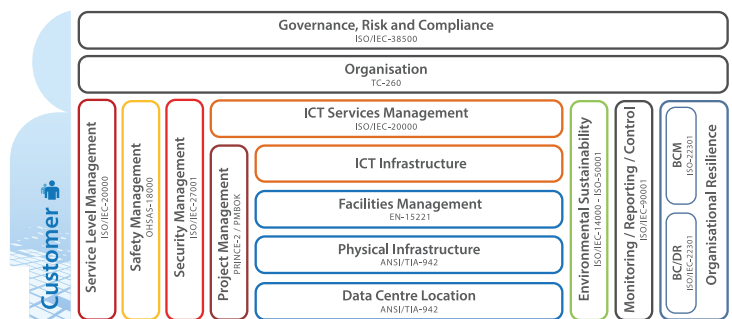 Governance, Risk and Compliance
ISO/IEC-38500
Organisation
TC-260
Customer
Service Level Management
ISO/IEC-20000
Safety Management
OHSAS-18000
Security Management
ISO/IEC-27001
ICT Services Management
ISO/IEC-20000
Project Management
PRINCE-2 / PMBOK
ICT Infrastructure
Facilities Management
EN-15221
Physical Infrastructure
ANSI/TIA-942
Data Centre Location
ANSI/TIA-942
Environmental Sustainability
ISO/IEC-14000 - ISO-50001
Monitoring / Reporting / Control
ISO/IEC-90001
BCM
ISO-22301
BC/DR
ISO/IEC-22301
Organisational Resilience